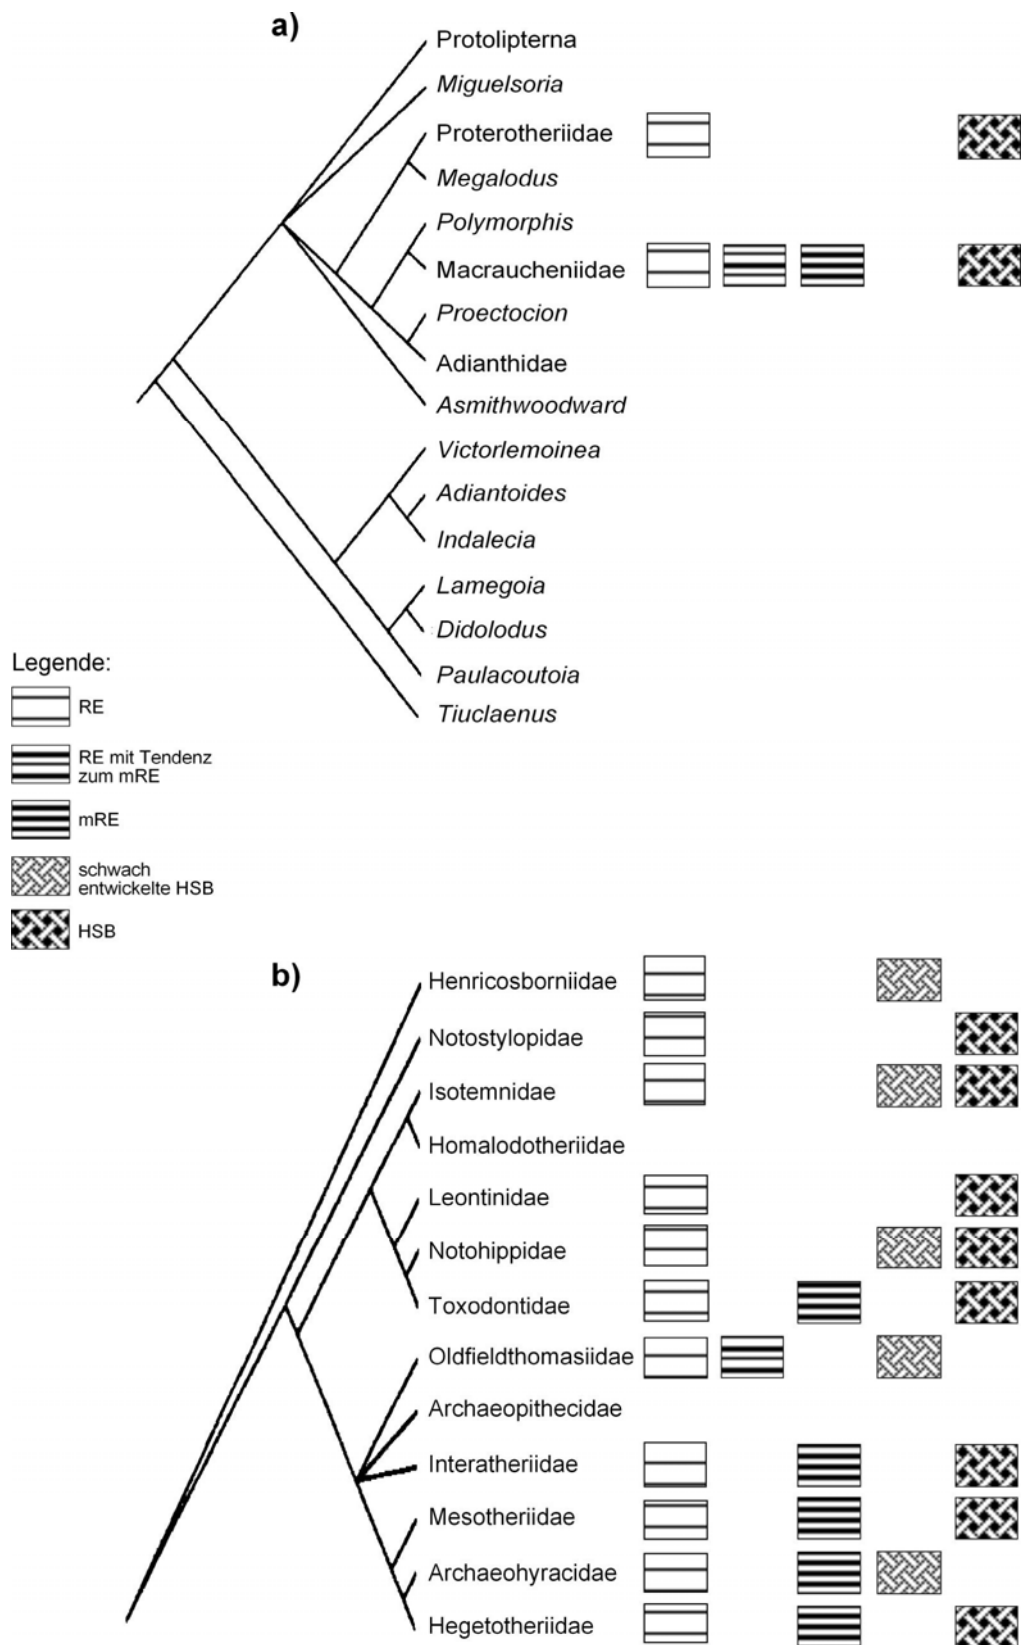 a)
Protolipterna
Miguelsoria
Proterotheriidae
Megalodus
Polymorphis
Macraucheniidae
Proectocion
Adianthidae
Asmithwoodward
Victorlemoinea
Adiantoides
Indalecia
Lamegoia
Didolodus
Paulacoutoia
Tiuclaenus
Legende:
RE
RE mit Tendenz
zum mRE
mRE
schwach
entwickelte HSB
HSB
b)
Henricosborniidae
Notostylopidae
Isotemnidae
Homalodotheriidae
Leontinidae
Notohippidae
Toxodontidae
Oldfieldthomasiidae
Archaeopithecidae
Interatheriidae
Mesotheriidae
Archaeohyracidae
Hegetotheriidae